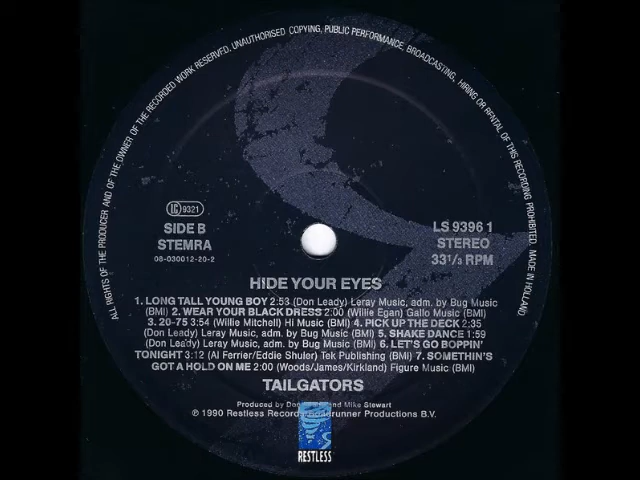 ALL RIGHTS OF THE PRODUCER AND OF THE OWNER OF THE RECORDED WORK RESERVED. UNAUTHORISED COPYING, PUBLIC PERFORMANCE, BROADCASTING, HIRING OR RENTAL OF THIS RECORDING PROHIBITED. MADE IN HOLLAND
LC 9321
SIDE B
STEMRA
08-030012-20-2
LS 9396 1
STEREO
33 1/3 RPM
HIDE YOUR EYES
1. LONG TALL YOUNG BOY 2:53 (Don Leady) Leray Music, adm. by Bug Music
(BMI) 2. WEAR YOUR BLACK DRESS 2:00 (Willie Egan) Gallo Music (BMI)
3. 20-75 3:54 (Willie Mitchell) Hi Music (BMI) 4. PICK UP THE DECK 2:35
(Don Leady) Leray Music, adm. by Bug Music (BMI) 5. SHAKE DANCE 1:59
(Don Leady) Leray Music, adm. by Bug Music (BMI) 6. LET'S GO BOPPIN'
TONIGHT 3:12 (Al Ferrier/Eddie Shuler) Tek Publishing (BMI) 7. SOMETHIN'S
GOT A HOLD ON ME 2:00 (Woods/James/Kirkland) Figure Music (BMI)
TAILGATORS
Produced by Mike Stewart
℗ 1990 Restless Productions B.V.
RESTLESS